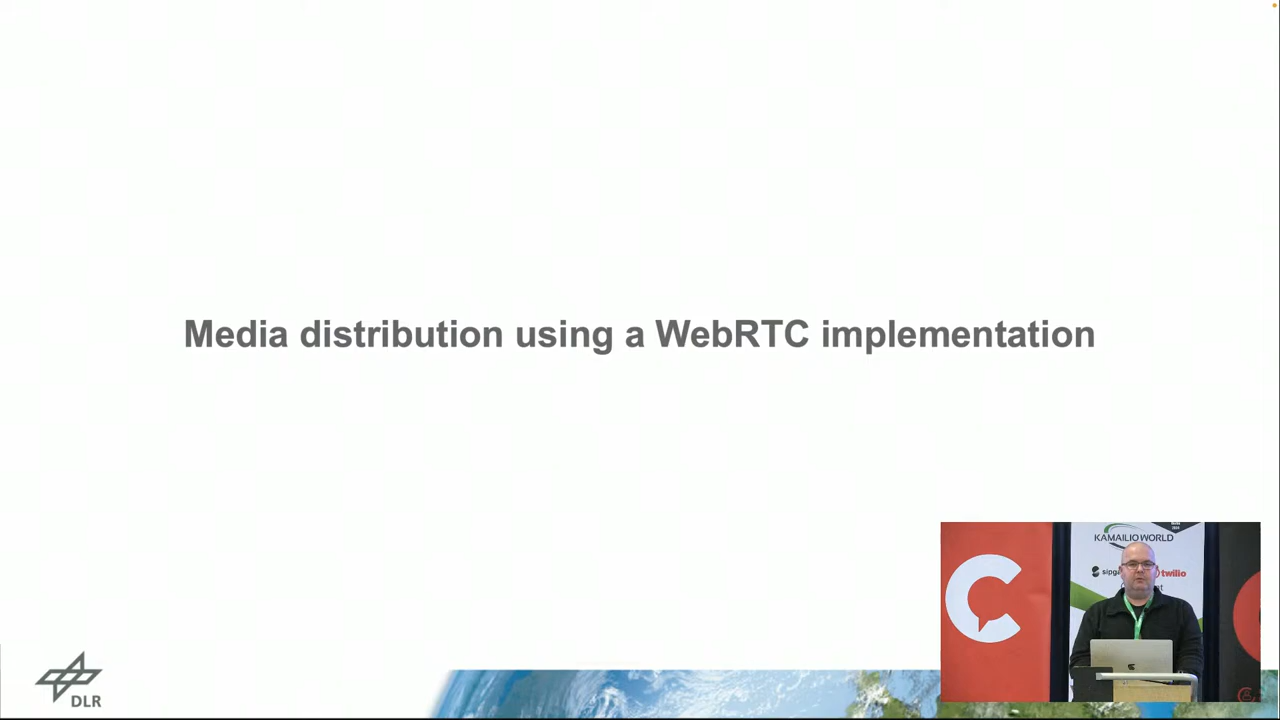 Media distribution using a WebRTC implementation
KAMAILIO WORLD
twilio
DLR